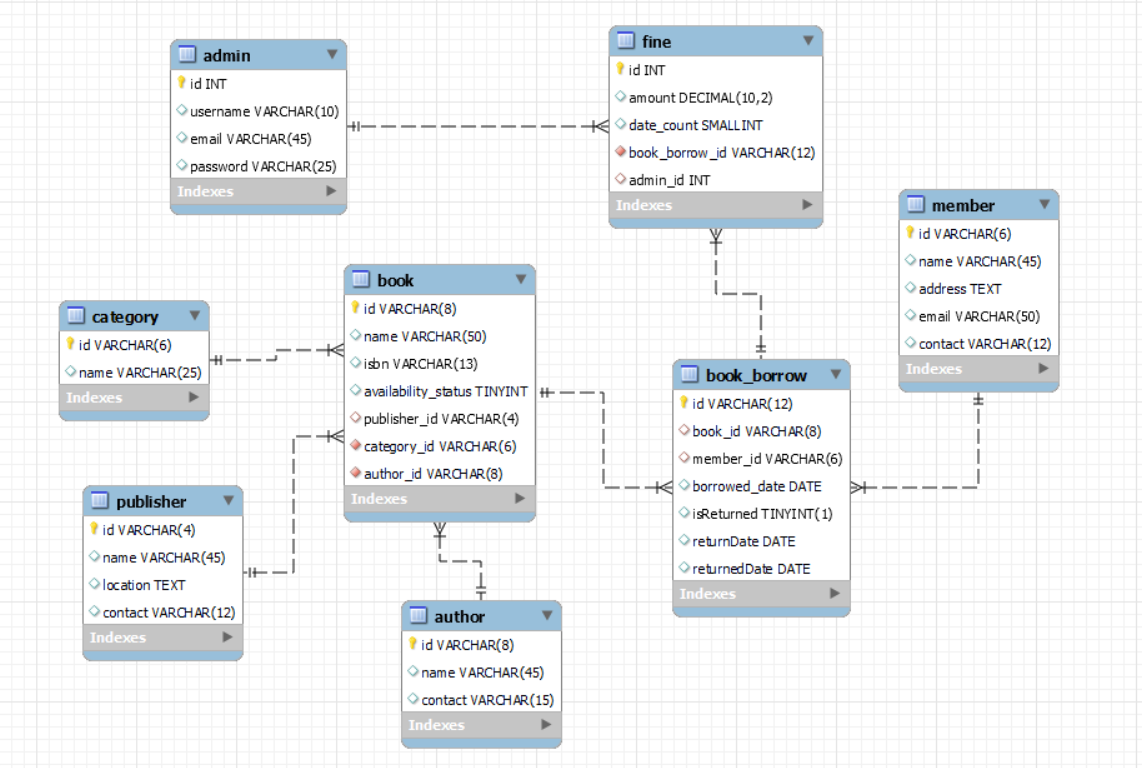 admin
id INT
username VARCHAR(10)
email VARCHAR(45)
password VARCHAR(25)
Indexes
fine
id INT
amount DECIMAL(10,2)
date_count SMALLINT
book_borrow_id VARCHAR(12)
admin_id INT
Indexes
member
id VARCHAR(6)
name VARCHAR(45)
address TEXT
email VARCHAR(50)
contact VARCHAR(12)
Indexes
category
id VARCHAR(6)
name VARCHAR(25)
Indexes
book
id VARCHAR(8)
name VARCHAR(50)
isbn VARCHAR(13)
availability_status TINYINT
publisher_id VARCHAR(4)
category_id VARCHAR(6)
author_id VARCHAR(8)
Indexes
book_borrow
id VARCHAR(12)
book_id VARCHAR(8)
member_id VARCHAR(6)
borrowed_date DATE
isReturned TINYINT(1)
returnDate DATE
returnedDate DATE
Indexes
publisher
id VARCHAR(4)
name VARCHAR(45)
location TEXT
contact VARCHAR(12)
Indexes
author
id VARCHAR(8)
name VARCHAR(45)
contact VARCHAR(15)
Indexes